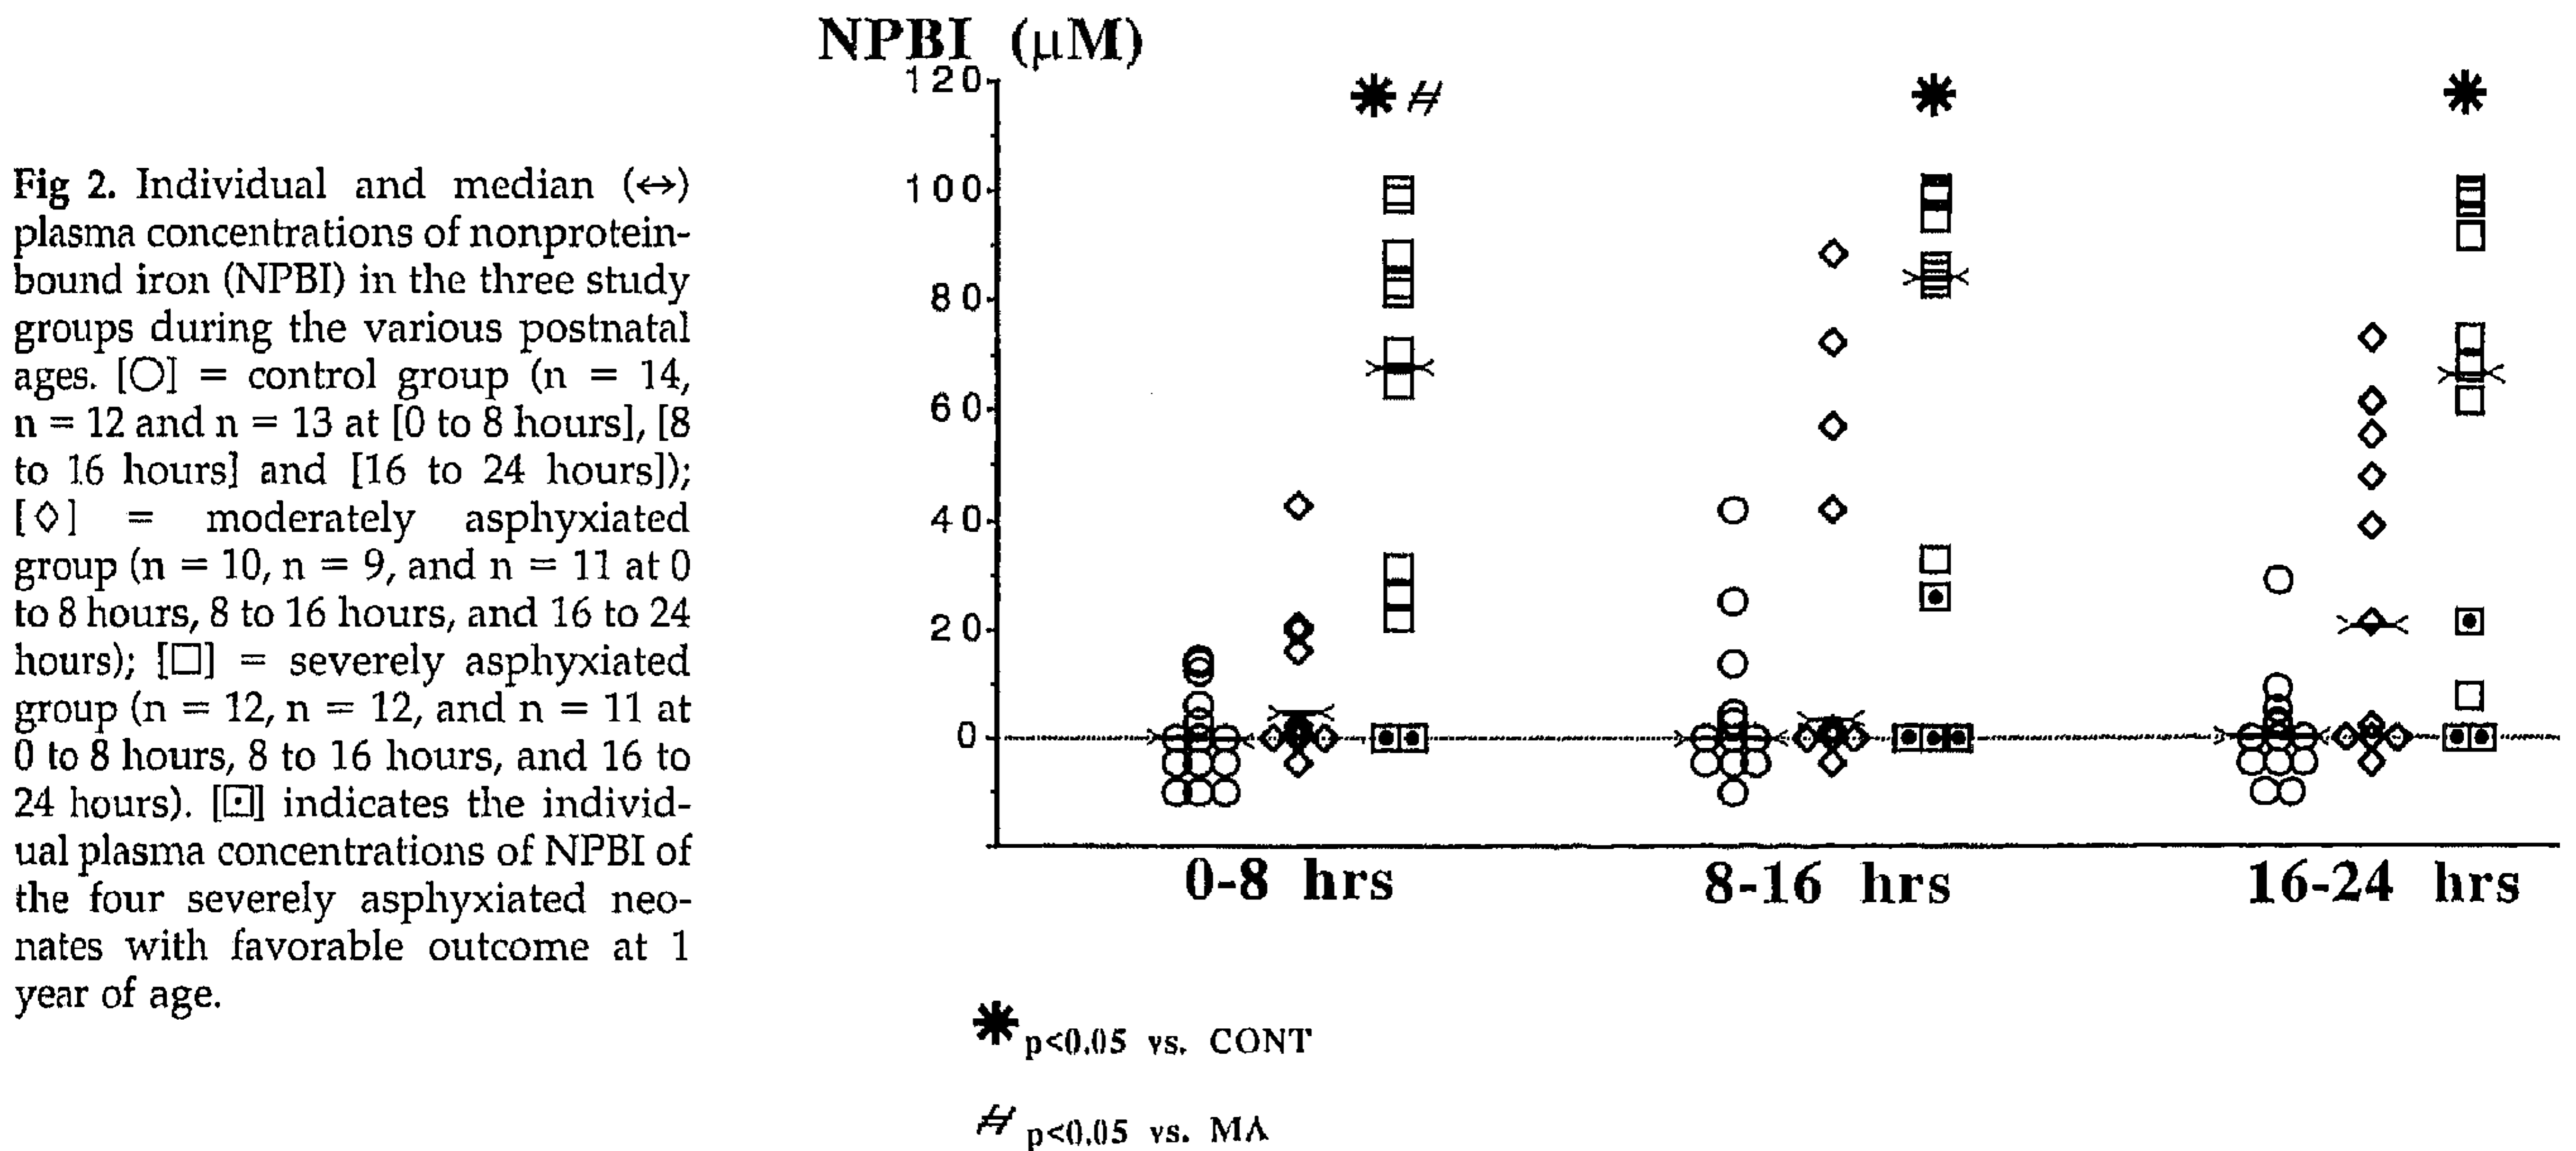 Fig 2. Individual and median (↔)
plasma concentrations of nonprotein-
bound iron (NPBI) in the three study
groups during the various postnatal
ages. [○] = control group (n = 14,
n = 12 and n = 13 at [0 to 8 hours], [8
to 16 hours] and [16 to 24 hours]);
[◇] = moderately asphyxiated
group (n = 10, n = 9, and n = 11 at 0
to 8 hours, 8 to 16 hours, and 16 to 24
hours); [□] = severely asphyxiated
group (n = 12, n = 12, and n = 11 at
0 to 8 hours, 8 to 16 hours, and 16 to
24 hours). [⊡] indicates the individ-
ual plasma concentrations of NPBI of
the four severely asphyxiated neo-
nates with favorable outcome at 1
year of age.
NPBI (μM)
120
* #
*
*
100
80
60
40
20
0
0-8 hrs 8-16 hrs 16-24 hrs
* p<0.05 vs. CONT
# p<0.05 vs. MA